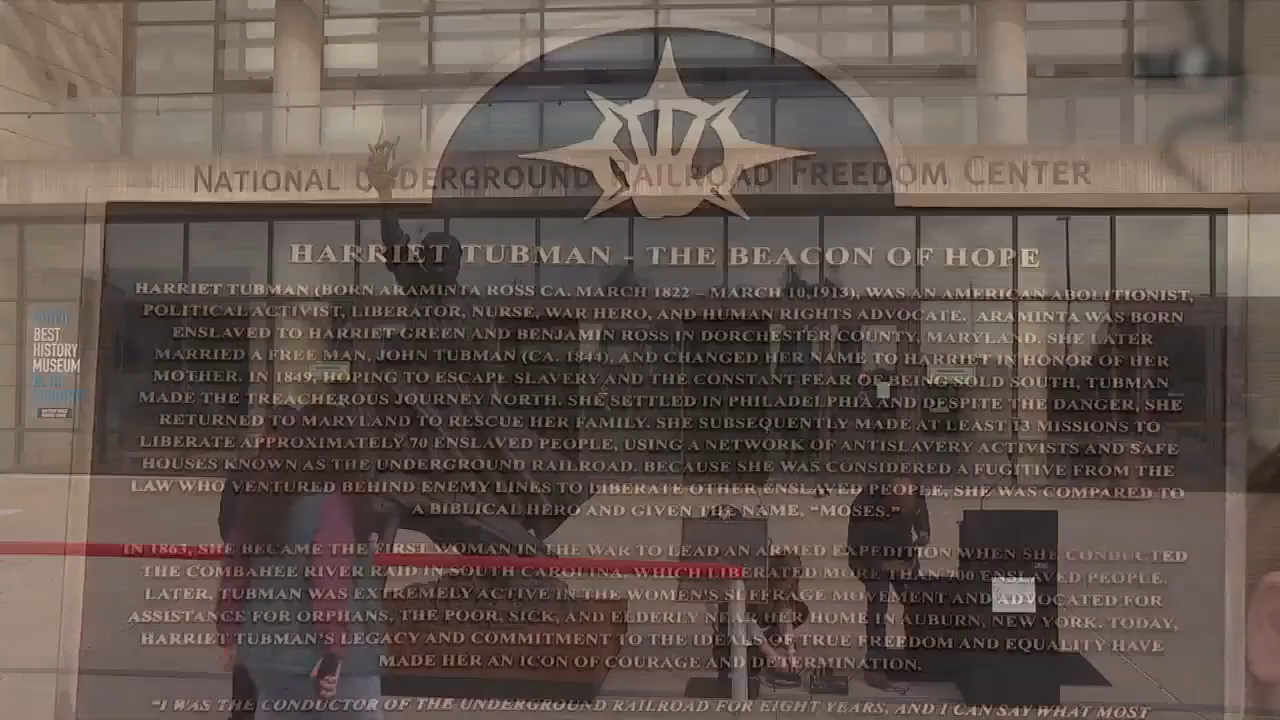 NATIONAL UNDERGROUND RAILROAD FREEDOM CENTER
HARRIET TUBMAN - THE BEACON OF HOPE
HARRIET TUBMAN (BORN ARAMINTA ROSS CA. MARCH 1822 - MARCH 10,1913), WAS AN AMERICAN ABOLITIONIST,
POLITICAL ACTIVIST, LIBERATOR, NURSE, WAR HERO, AND HUMAN RIGHTS ADVOCATE. ARAMINTA WAS BORN
ENSLAVED TO HARRIET GREEN AND BENJAMIN ROSS IN DORCHESTER COUNTY, MARYLAND. SHE LATER
MARRIED A FREE MAN, JOHN TUBMAN (CA. 1844), AND CHANGED HER NAME TO HARRIET IN HONOR OF HER
MOTHER. IN 1849, HOPING TO ESCAPE SLAVERY AND THE CONSTANT FEAR OF BEING SOLD SOUTH, TUBMAN
MADE THE TREACHEROUS JOURNEY NORTH. SHE SETTLED IN PHILADELPHIA AND DESPITE THE DANGER, SHE
RETURNED TO MARYLAND TO RESCUE HER FAMILY. SHE SUBSEQUENTLY MADE AT LEAST 13 MISSIONS TO
LIBERATE APPROXIMATELY 70 ENSLAVED PEOPLE, USING A NETWORK OF ANTISLAVERY ACTIVISTS AND SAFE
HOUSES KNOWN AS THE UNDERGROUND RAILROAD. BECAUSE SHE WAS CONSIDERED A FUGITIVE FROM THE
LAW WHO VENTURED BEHIND ENEMY LINES TO LIBERATE OTHER ENSLAVED PEOPLE, SHE WAS COMPARED TO
A BIBLICAL HERO AND GIVEN THE NAME, “MOSES.”
IN 1863, SHE BECAME THE FIRST WOMAN IN THE WAR TO LEAD AN ARMED EXPEDITION WHEN SHE CONDUCTED
THE COMBAHEE RIVER RAID IN SOUTH CAROLINA, WHICH LIBERATED MORE THAN 700 ENSLAVED PEOPLE.
LATER, TUBMAN WAS EXTREMELY ACTIVE IN THE WOMEN'S SUFFRAGE MOVEMENT AND ADVOCATED FOR
ASSISTANCE FOR ORPHANS, THE POOR, SICK, AND ELDERLY NEAR HER HOME IN AUBURN, NEW YORK. TODAY,
HARRIET TUBMAN'S LEGACY AND COMMITMENT TO THE IDEALS OF TRUE FREEDOM AND EQUALITY HAVE
MADE HER AN ICON OF COURAGE AND DETERMINATION.
“I WAS THE CONDUCTOR OF THE UNDERGROUND RAILROAD FOR EIGHT YEARS, AND I CAN SAY WHAT MOST
BEST
HISTORY
MUSEUM